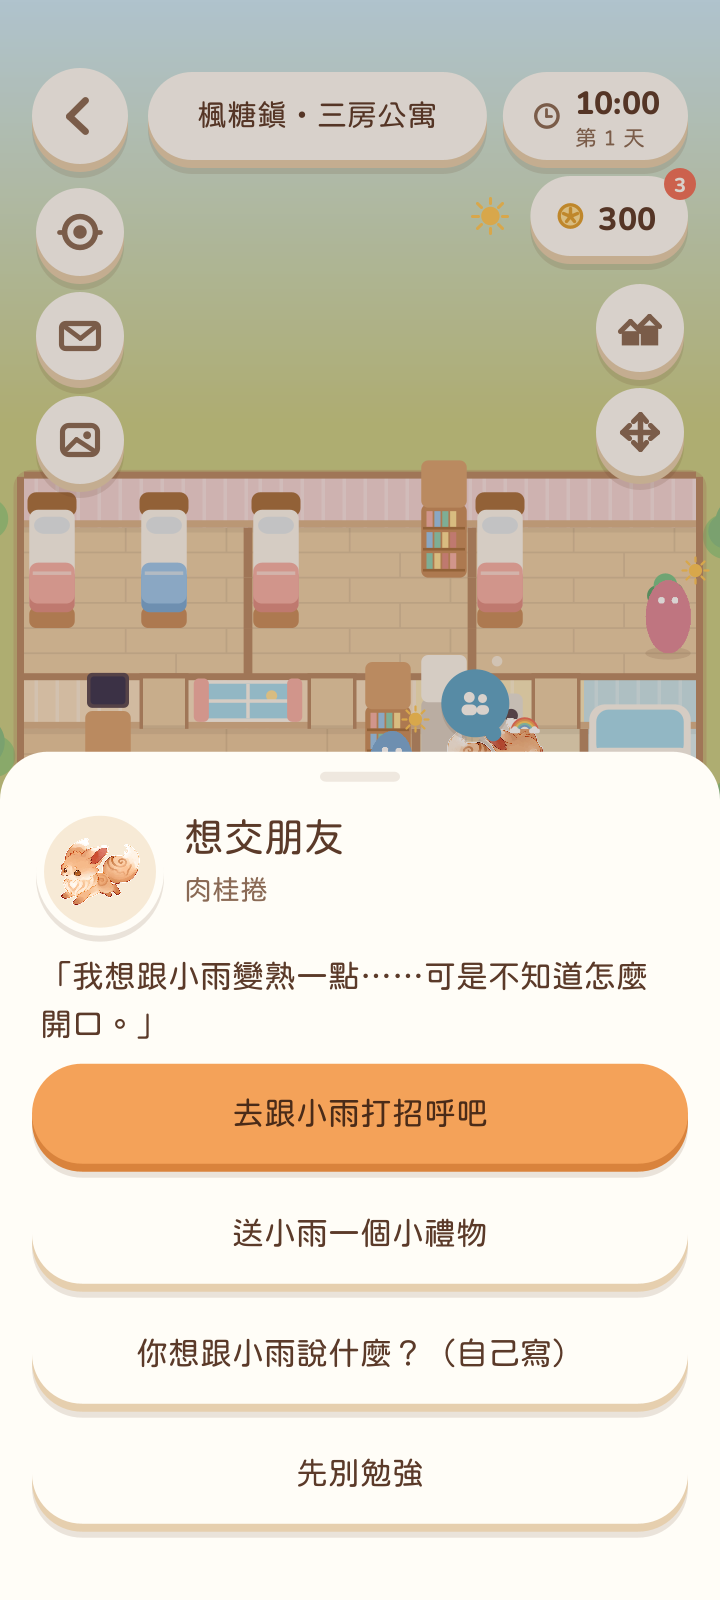 楓糖鎮・三房公寓
10:00
第 1 天
3
300
想交朋友
肉桂捲
「我想跟小雨變熟一點⋯⋯可是不知道怎麼
開口。」
去跟小雨打招呼吧
送小雨一個小禮物
你想跟小雨說什麼？（自己寫）
先別勉強